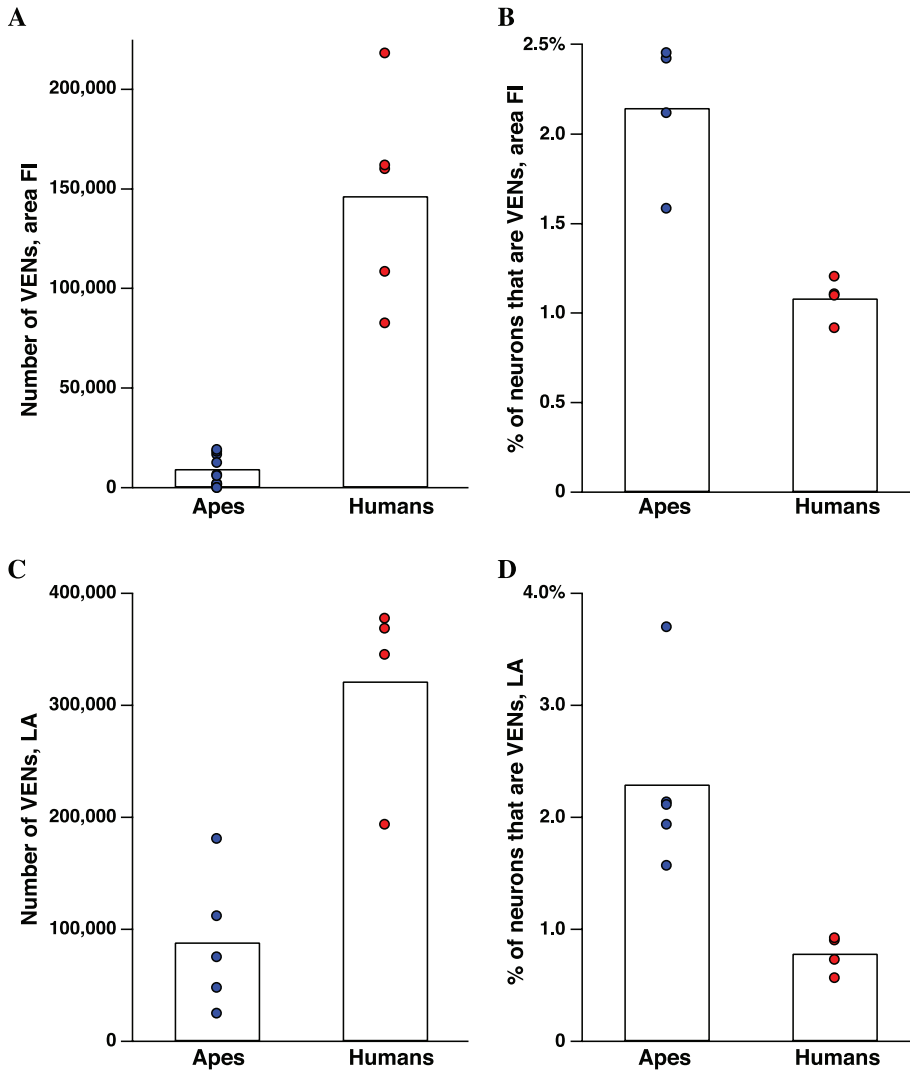 A
Number of VENs, area FI
200,000
150,000
100,000
50,000
0
Apes
Humans
B
% of neurons that are VENs, area FI
2.5%
2.0
1.5
1.0
0.5
0
Apes
Humans
C
Number of VENs, LA
400,000
300,000
200,000
100,000
0
Apes
Humans
D
% of neurons that are VENs, LA
4.0%
3.0
2.0
1.0
0
Apes
Humans